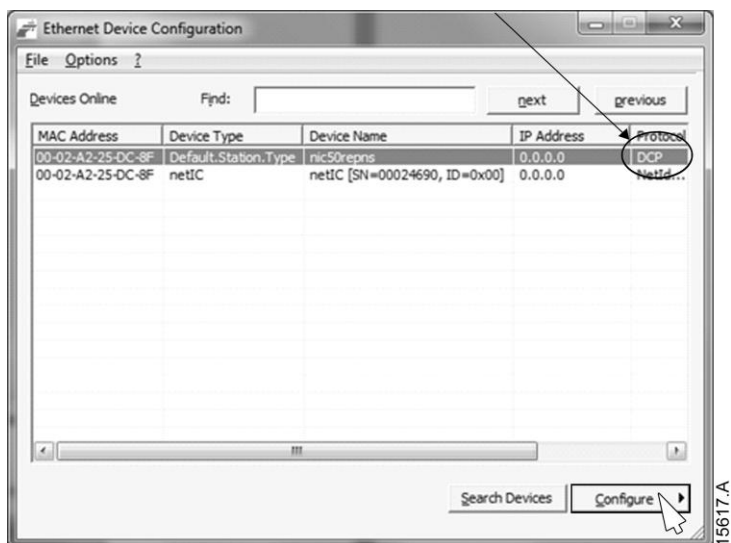 Ethernet Device Configuration
File Options ?
Devices Online Find: next previous
MAC Address Device Type Device Name IP Address Protocol
00-02-A2-25-DC-8F Default.Station.Type nic50repns 0.0.0.0 DCP
00-02-A2-25-DC-8F netIC netIC [SN=00024690, ID=0x00] 0.0.0.0 NetId...
Search Devices Configure
15617.A